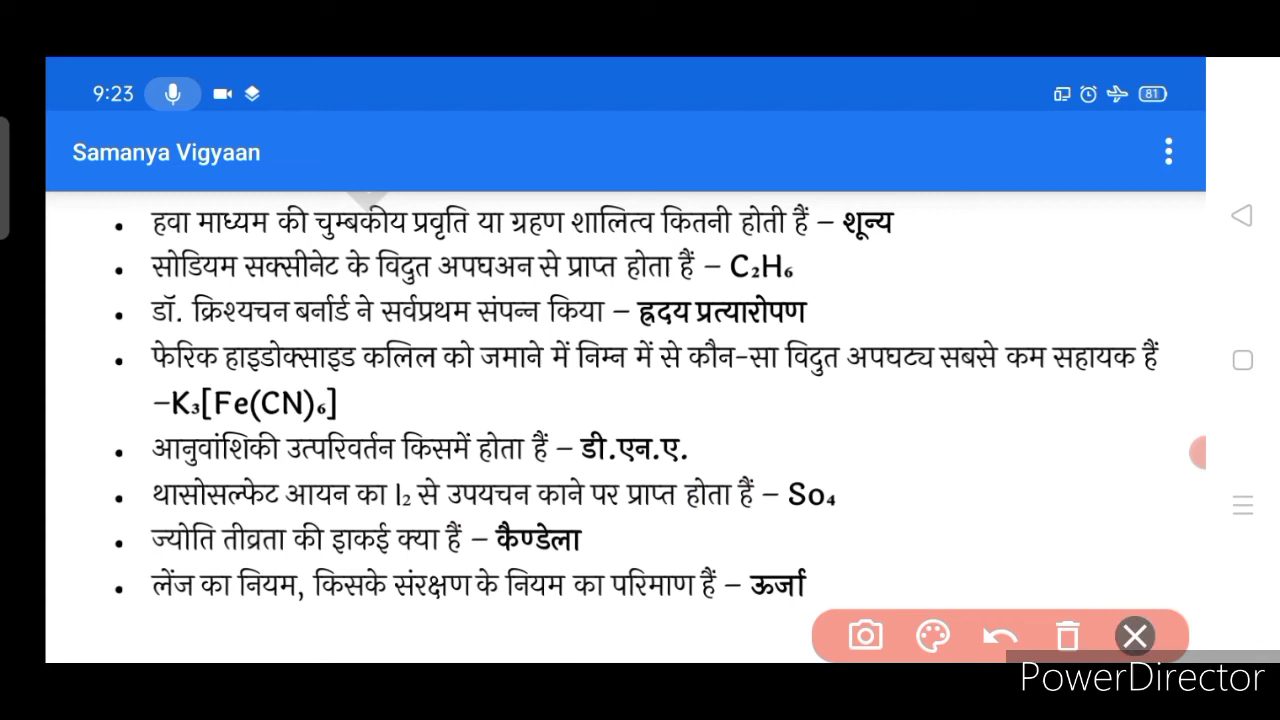 9:23
81
Samanya Vigyaan
• हवा माध्यम की चुम्बकीय प्रवृति या ग्रहण शालित्व कितनी होती हैं – शून्य
• सोडियम सक्सीनेट के विदुत अपघअन से प्राप्त होता हैं – C₂H₆
• डॉ. क्रिश्यचन बर्नार्ड ने सर्वप्रथम संपन्न किया – ह्रदय प्रत्यारोपण
• फेरिक हाइडोक्साइड कलिल को जमाने में निम्न में से कौन-सा विदुत अपघट्य सबसे कम सहायक हैं
–K₃[Fe(CN)₆]
• आनुवांशिकी उत्परिवर्तन किसमें होता हैं – डी.एन.ए.
• थासोसल्फेट आयन का I₂ से उपयचन काने पर प्राप्त होता हैं – So₄
• ज्योति तीव्रता की इाकई क्या हैं – कैण्डेला
• लेंज का नियम, किसके संरक्षण के नियम का परिमाण हैं – ऊर्जा
PowerDirector